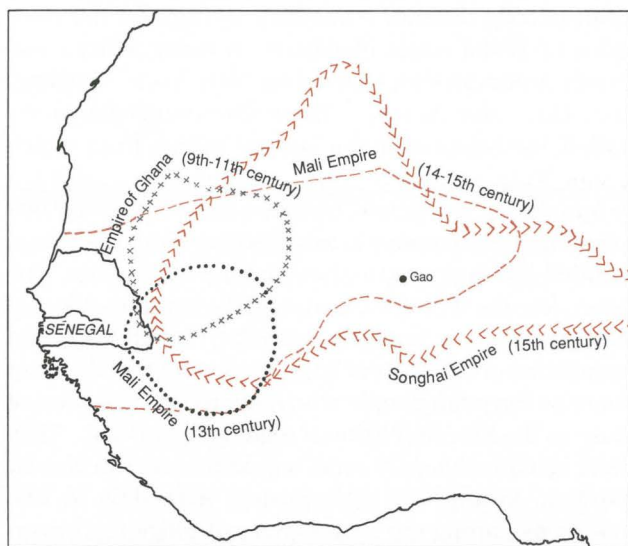 Empire of Ghana
(9th-11th century)
Mali Empire
(14-15th century)
Gao
SÉNÉGAL
Mali Empire
(13th century)
Songhai Empire
(15th century)